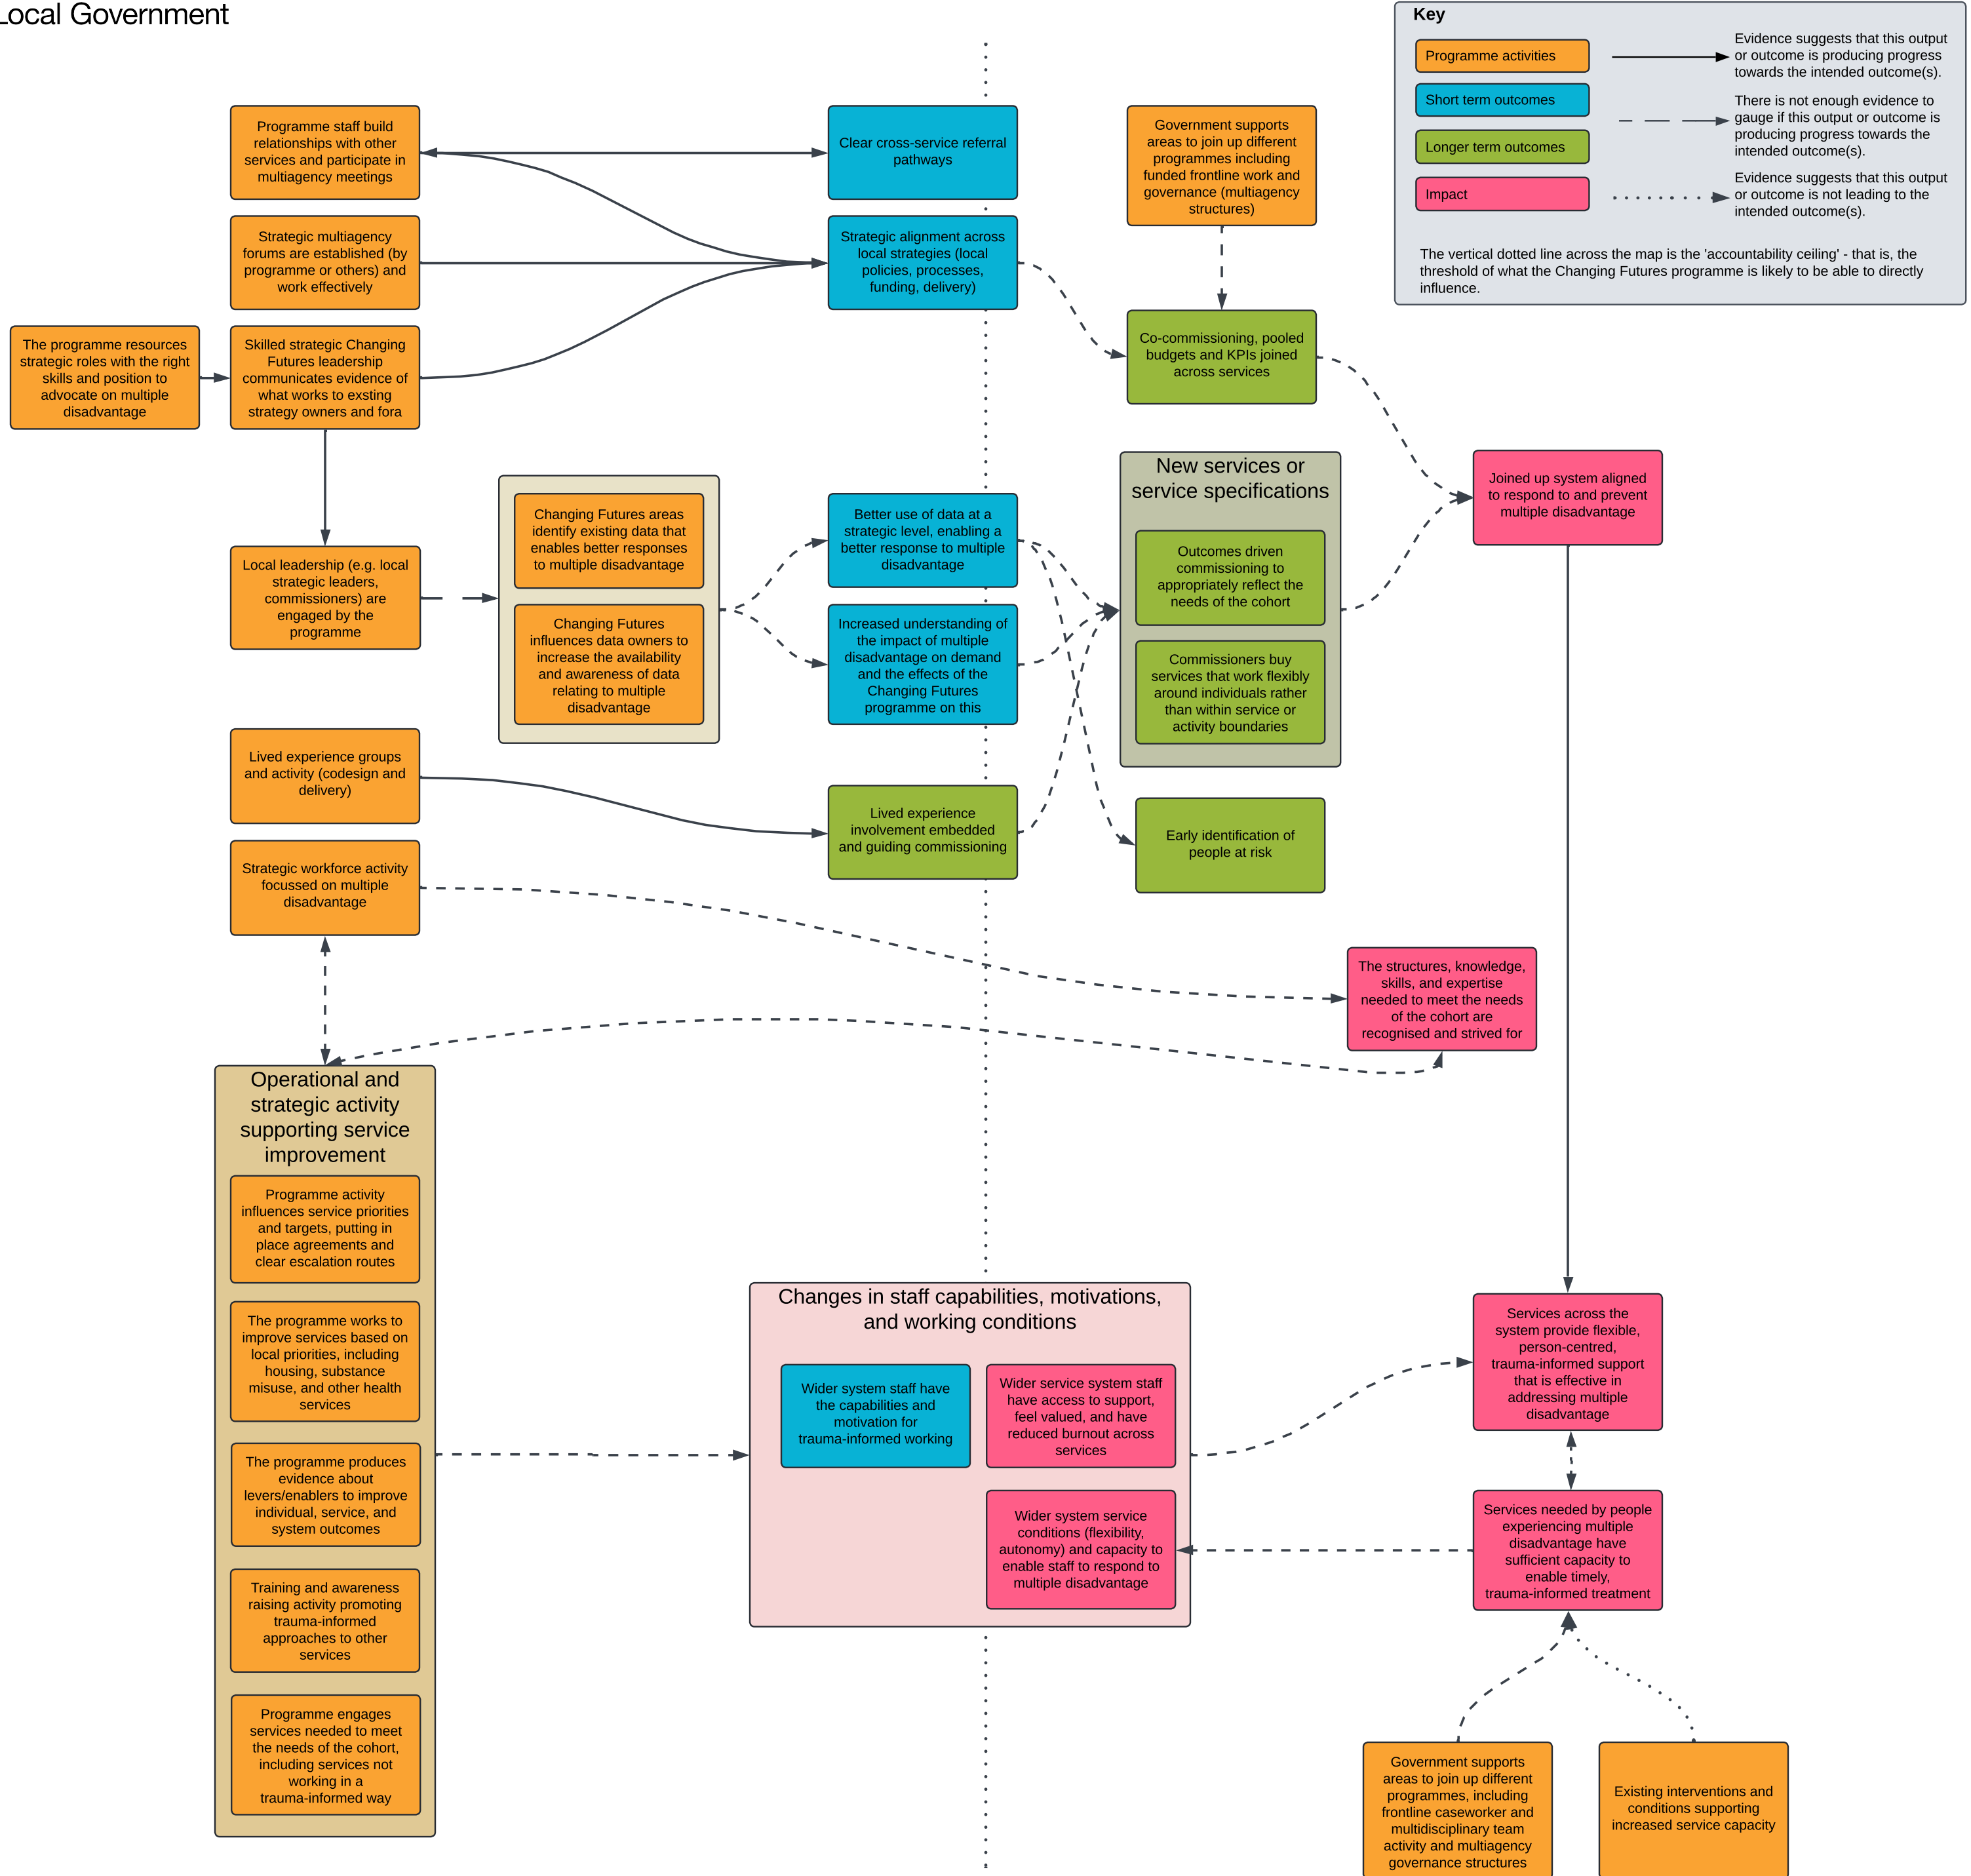 Local Government
Key
Programme activities
Short term outcomes
Longer term outcomes
Impact
Evidence suggests that this output
or outcome is producing progress
towards the intended outcome(s).
There is not enough evidence to
gauge if this output or outcome is
producing progress towards the
intended outcome(s).
Evidence suggests that this output
or outcome is not leading to the
intended outcome(s).
The vertical dotted line across the map is the 'accountability ceiling' - that is, the
threshold of what the Changing Futures programme is likely to be able to directly
influence.
Programme staff build
relationships with other
services and participate in
multiagency meetings
Clear cross-service referral
pathways
Government supports
areas to join up different
programmes including
funded frontline work and
governance (multiagency
structures)
Strategic multiagency
forums are established (by
programme or others) and
work effectively
Strategic alignment across
local strategies (local
policies, processes,
funding, delivery)
The programme resources
strategic roles with the right
skills and position to
advocate on multiple
disadvantage
Skilled strategic Changing
Futures leadership
communicates evidence of
what works to exsting
strategy owners and fora
Co-commissioning, pooled
budgets and KPIs joined
across services
Joined up system aligned
to respond to and prevent
multiple disadvantage
Local leadership (e.g. local
strategic leaders,
commissioners) are
engaged by the
programme
Changing Futures areas
identify existing data that
enables better responses
to multiple disadvantage
Changing Futures
influences data owners to
increase the availability
and awareness of data
relating to multiple
disadvantage
Better use of data at a
strategic level, enabling a
better response to multiple
disadvantage
Increased understanding of
the impact of multiple
disadvantage on demand
and the effects of the
Changing Futures
programme on this
New services or
service specifications
Outcomes driven
commissioning to
appropriately reflect the
needs of the cohort
Commissioners buy
services that work flexibly
around individuals rather
than within service or
activity boundaries
Lived experience groups
and activity (codesign and
delivery)
Lived experience
involvement embedded
and guiding commissioning
Early identification of
people at risk
Strategic workforce activity
focussed on multiple
disadvantage
The structures, knowledge,
skills, and expertise
needed to meet the needs
of the cohort are
recognised and strived for
Operational and
strategic activity
supporting service
improvement
Programme activity
influences service priorities
and targets, putting in
place agreements and
clear escalation routes
The programme works to
improve services based on
local priorities, including
housing, substance
misuse, and other health
services
The programme produces
evidence about
levers/enablers to improve
individual, service, and
system outcomes
Training and awareness
raising activity promoting
trauma-informed
approaches to other
services
Programme engages
services needed to meet
the needs of the cohort,
including services not
working in a
trauma-informed way
Changes in staff capabilities, motivations,
and working conditions
Wider system staff have
the capabilities and
motivation for
trauma-informed working
Wider service system staff
have access to support,
feel valued, and have
reduced burnout across
services
Wider system service
conditions (flexibility,
autonomy) and capacity to
enable staff to respond to
multiple disadvantage
Services across the
system provide flexible,
person-centred,
trauma-informed support
that is effective in
addressing multiple
disadvantage
Services needed by people
experiencing multiple
disadvantage have
sufficient capacity to
enable timely,
trauma-informed treatment
Government supports
areas to join up different
programmes, including
frontline caseworker and
multidisciplinary team
activity and multiagency
governance structures
Existing interventions and
conditions supporting
increased service capacity